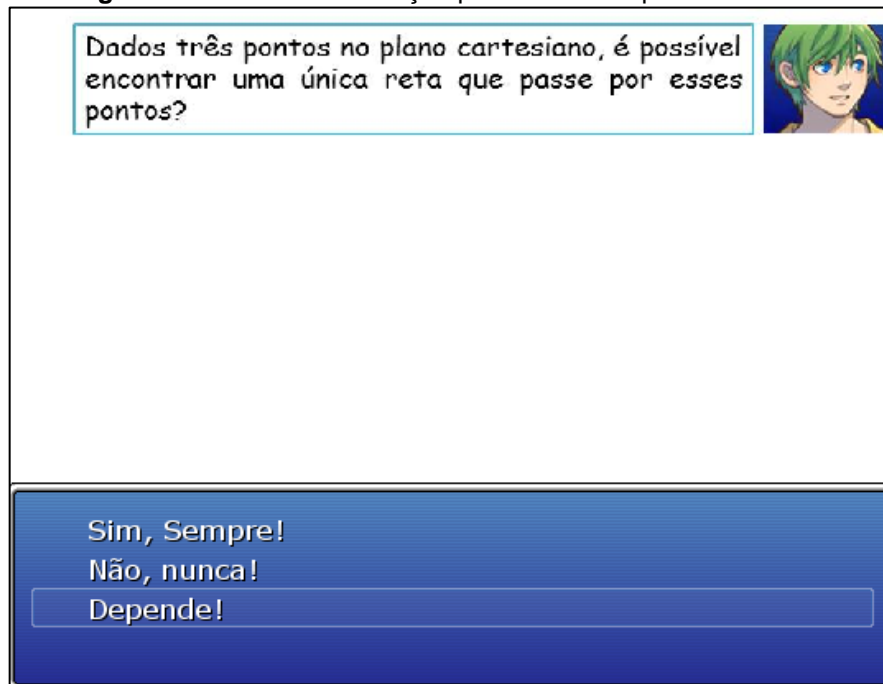 Dados três pontos no plano cartesiano, é possível
encontrar uma única reta que passe por esses
pontos?
Sim, Sempre!
Não, nunca!
Depende!